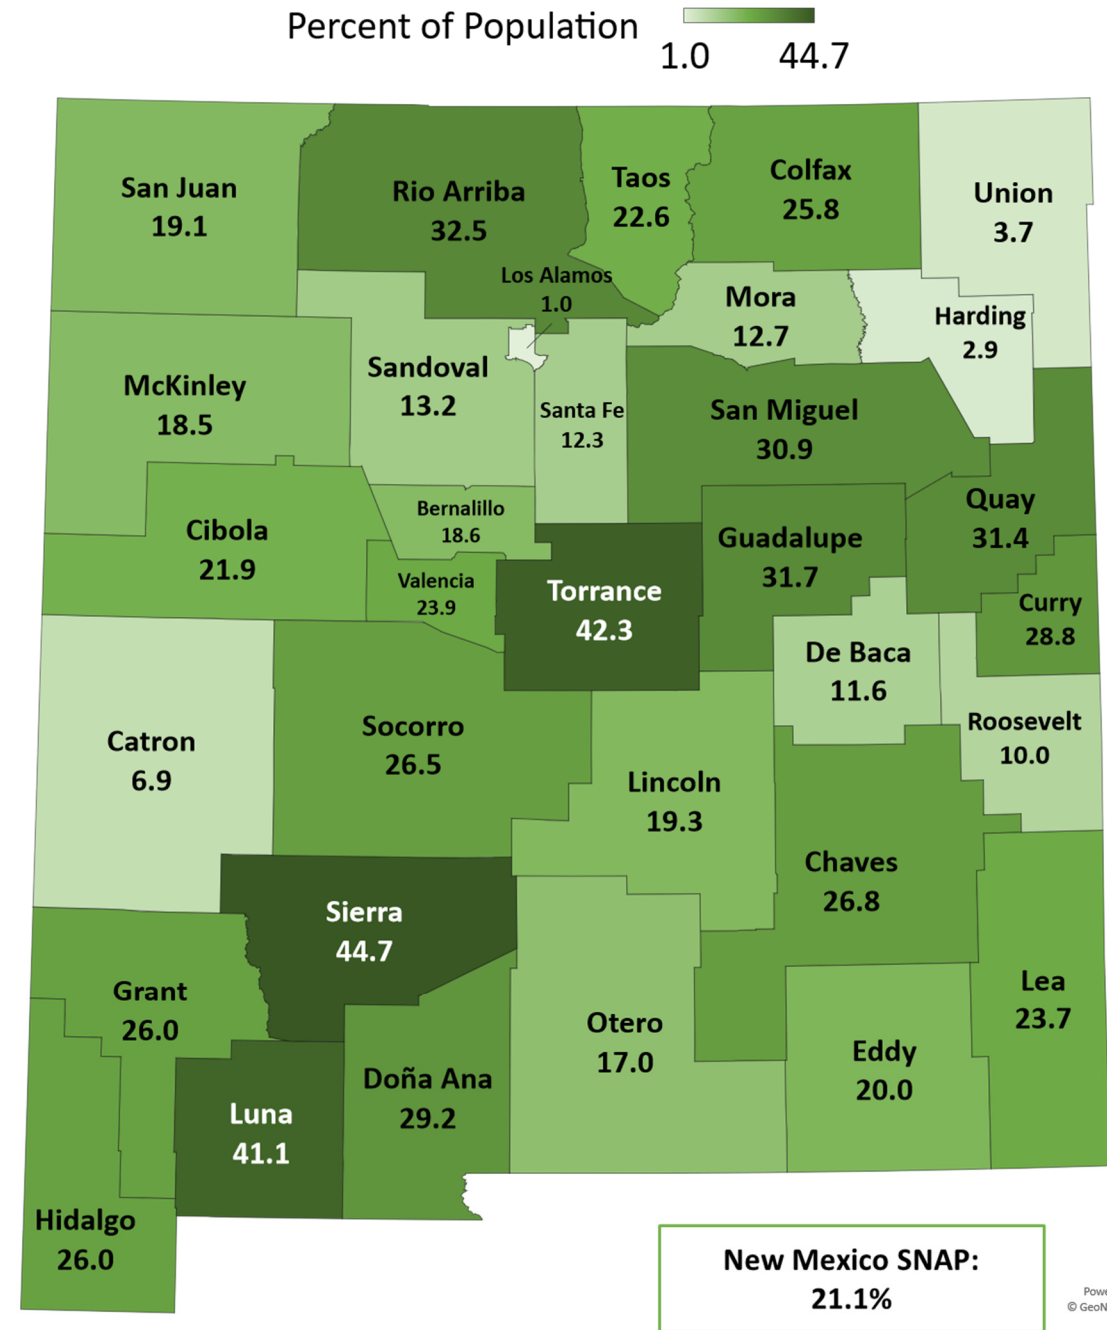 Percent of Population
1.0 44.7
San Juan
19.1
Rio Arriba
32.5
Taos
22.6
Colfax
25.8
Union
3.7
Los Alamos
1.0
Mora
12.7
Harding
2.9
McKinley
18.5
Sandoval
13.2
Santa Fe
12.3
San Miguel
30.9
Quay
31.4
Cibola
21.9
Bernalillo
18.6
Valencia
23.9
Torrance
42.3
Guadalupe
31.7
Curry
28.8
De Baca
11.6
Roosevelt
10.0
Catron
6.9
Socorro
26.5
Lincoln
19.3
Chaves
26.8
Sierra
44.7
Grant
26.0
Otero
17.0
Lea
23.7
Eddy
20.0
Doña Ana
29.2
Luna
41.1
Hidalgo
26.0
New Mexico SNAP:
21.1%
Powe
© GeoN